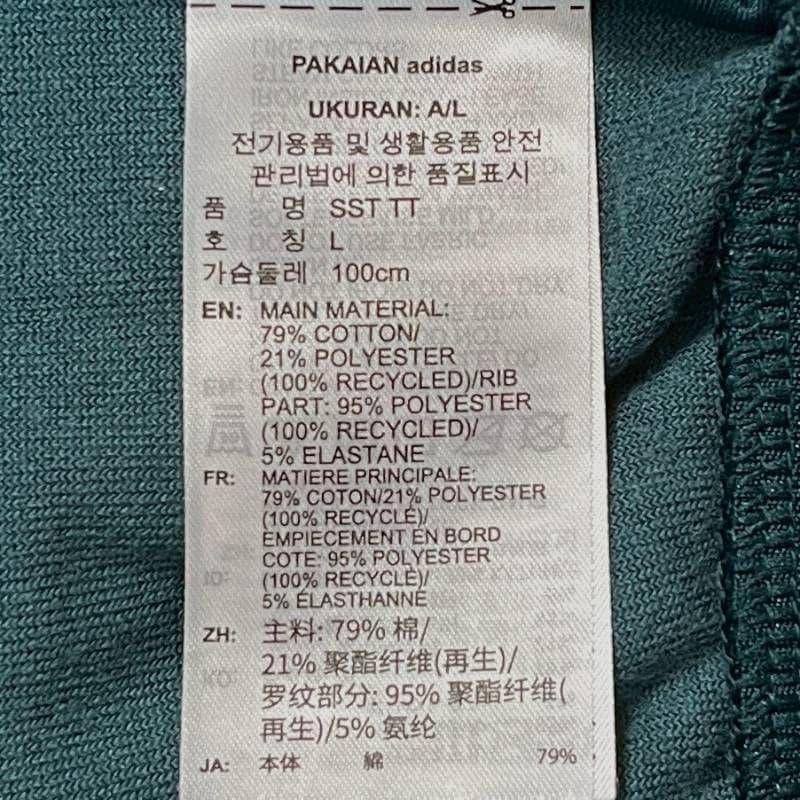 PAKAIAN adidas
UKURAN: A/L
전기용품 및 생활용품 안전
관리법에 의한 품질표시
품 명 SST TT
호 칭 L
가슴둘레 100cm
EN: MAIN MATERIAL:
79% COTTON/
21% POLYESTER
(100% RECYCLED)/RIB
PART: 95% POLYESTER
(100% RECYCLED)/
5% ELASTANE
FR: MATIERE PRINCIPALE:
79% COTON/21% POLYESTER
(100% RECYCLÉ)/
EMPIECEMENT EN BORD
COTE: 95% POLYESTER
(100% RECYCLÉ)/
5% ÉLASTHANNE
ZH: 主料: 79% 棉/
21% 聚酯纤维(再生)/
罗纹部分: 95% 聚酯纤维(
再生)/5% 氨纶
JA: 本体 綿 79%